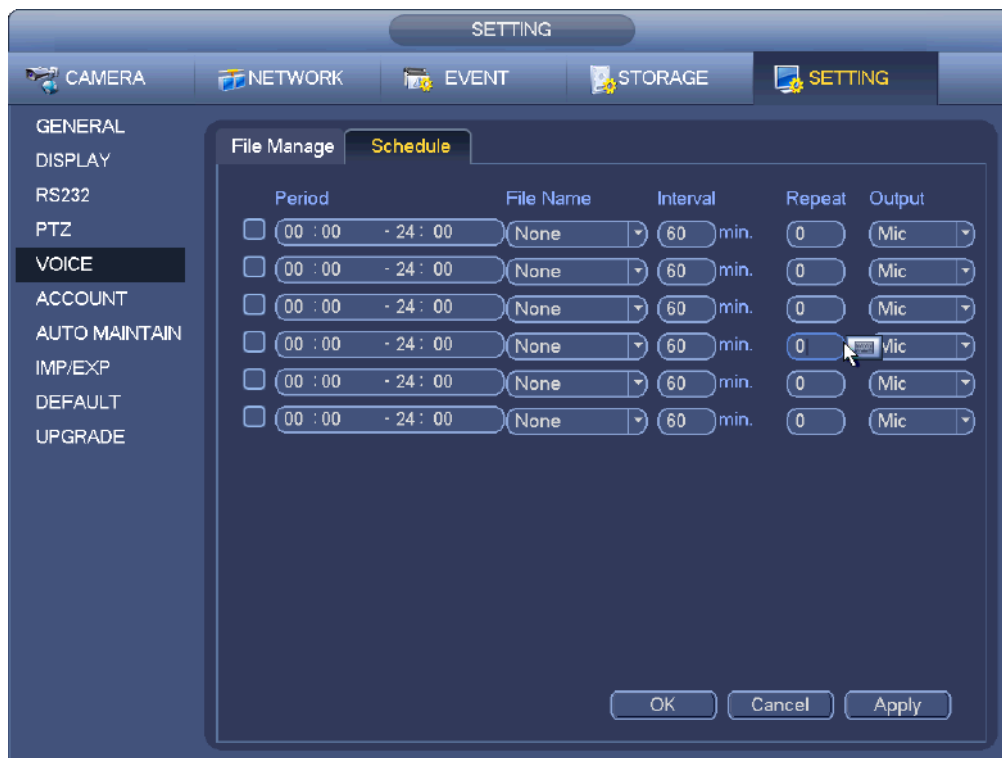 SETTING
CAMERA NETWORK EVENT STORAGE SETTING
GENERAL
DISPLAY
RS232
PTZ
VOICE
ACCOUNT
AUTO MAINTAIN
IMP/EXP
DEFAULT
UPGRADE
File Manage Schedule
Period File Name Interval Repeat Output
00 :00 - 24: 00 None 60 min. 0 Mic
00 :00 - 24: 00 None 60 min. 0 Mic
00 :00 - 24: 00 None 60 min. 0 Mic
00 :00 - 24: 00 None 60 min. 0 Mic
00 :00 - 24: 00 None 60 min. 0 Mic
00 :00 - 24: 00 None 60 min. 0 Mic
OK Cancel Apply